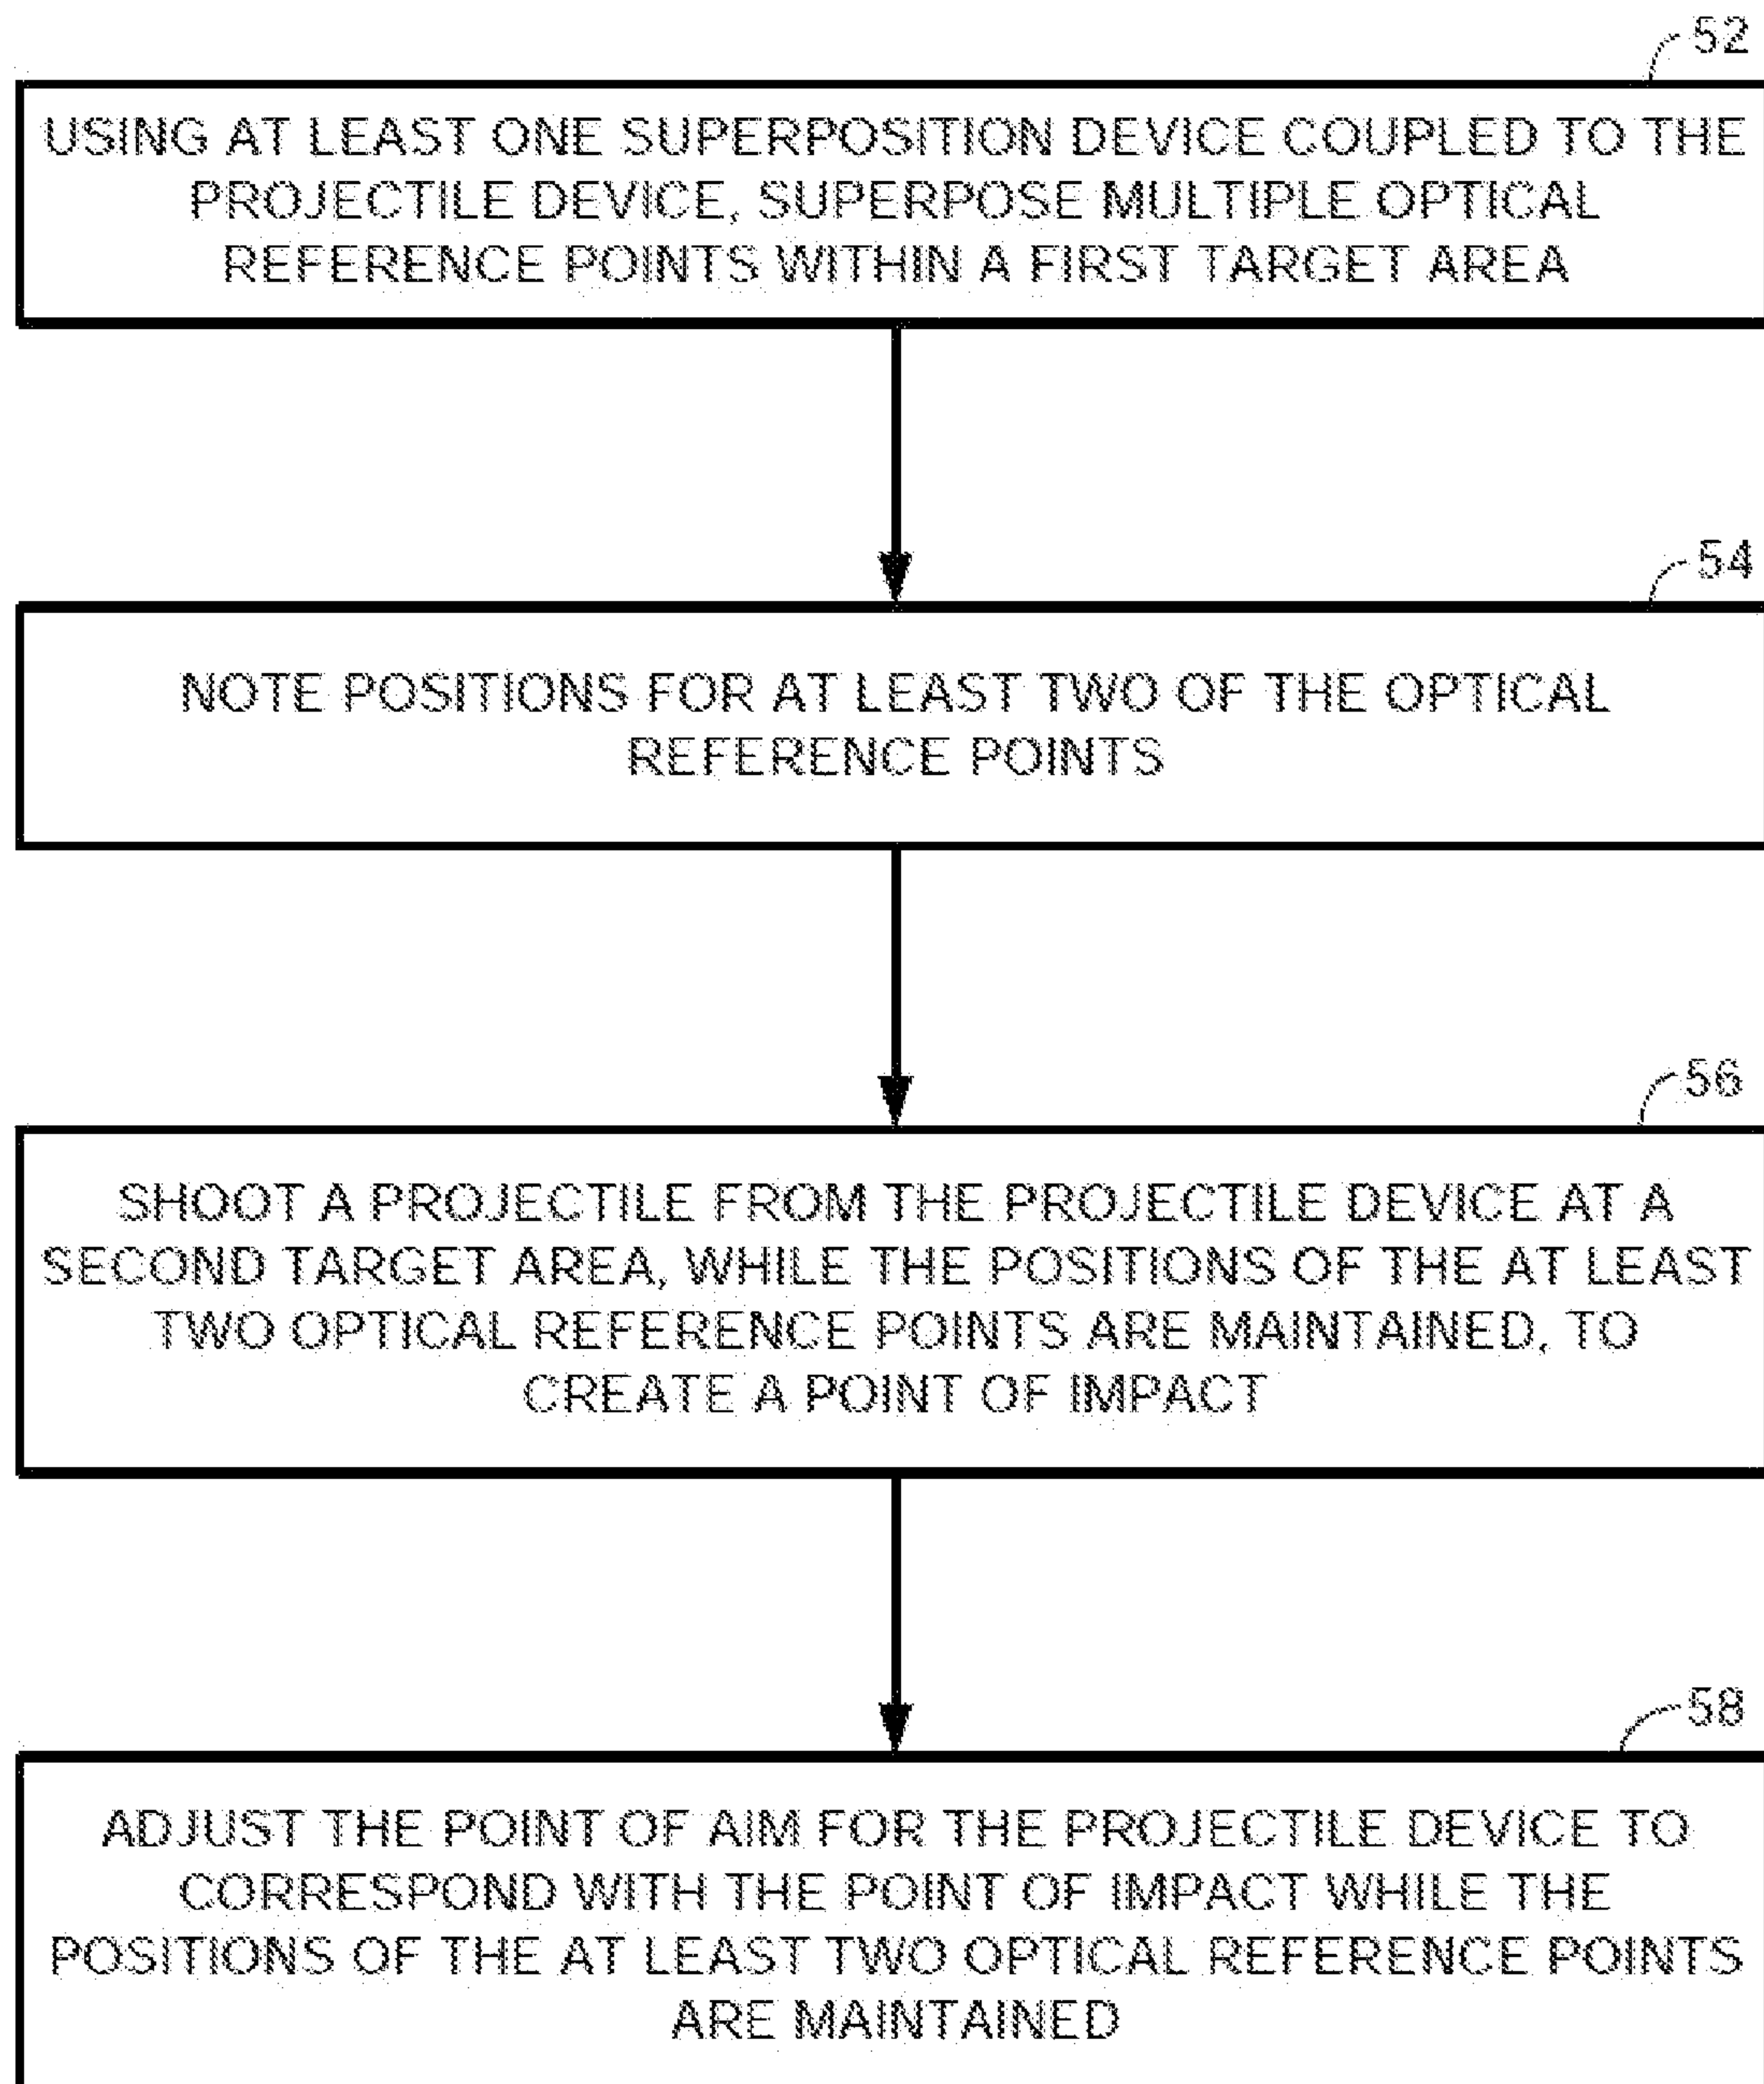 52
USING AT LEAST ONE SUPERPOSITION DEVICE COUPLED TO THE
PROJECTILE DEVICE, SUPERPOSE MULTIPLE OPTICAL
REFERENCE POINTS WITHIN A FIRST TARGET AREA
54
NOTE POSITIONS FOR AT LEAST TWO OF THE OPTICAL
REFERENCE POINTS
56
SHOOT A PROJECTILE FROM THE PROJECTILE DEVICE AT A
SECOND TARGET AREA, WHILE THE POSITIONS OF THE AT LEAST
TWO OPTICAL REFERENCE POINTS ARE MAINTAINED, TO
CREATE A POINT OF IMPACT
58
ADJUST THE POINT OF AIM FOR THE PROJECTILE DEVICE TO
CORRESPOND WITH THE POINT OF IMPACT WHILE THE
POSITIONS OF THE AT LEAST TWO OPTICAL REFERENCE POINTS
ARE MAINTAINED